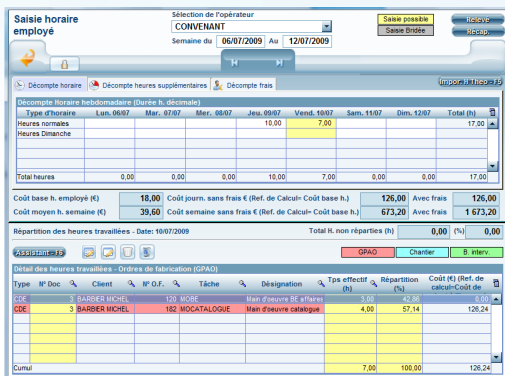 Saisie horaire employé
Sélection de l'opérateur
CONVENANT
Semaine du 06/07/2009 Au 12/07/2009
Saisie possible
Saisie Bridée
Relevé
Récap.
Décompte horaire Décompte heures supplémentaires Décompte frais
Impor. H.Theo - F5
Décompte Horaire hebdomadaire (Durée h. décimale)
Type d'horaire Lun. 06/07 Mar. 07/07 Mer. 08/07 Jeu. 09/07 Vend. 10/07 Sam. 11/07 Dim. 12/07 Total (h)
Heures normales 10,00 7,00 17,00
Heures Dimanche
Total heures 0,00 0,00 0,00 10,00 7,00 0,00 0,00 17,00
Coût base h. employé (€) 18,00 Coût journ. sans frais € (Ref. de Calcul= Coût base h.) 126,00 Avec frais 126,00
Coût moyen h. semaine (€) 39,60 Coût semaine sans frais € (Ref. de Calcul= Coût base h.) 673,20 Avec frais 1 673,20
Répartition des heures travaillées - Date: 10/07/2009 Total H. non réparties (h) 0,00 (%) 0,00
Assistant - F8
GPAO Chantier B. interv.
Détail des heures travaillées - Ordres de fabrication (GPAO)
Type N° Doc Client N° O.F. Tâche Désignation Tps effectif (h) Répartition (%) Coût (€) (Ref. de calcul=Coût de
CDE 3 BARBIER MICHEL 120 MOBE Main d'oeuvre BE affaires 3,00 42,86 0,00
CDE 3 BARBIER MICHEL 182 MOCATALOGUE Main d'oeuvre catalogue 4,00 57,14 126,24
Cumul 7,00 100,00 126,24